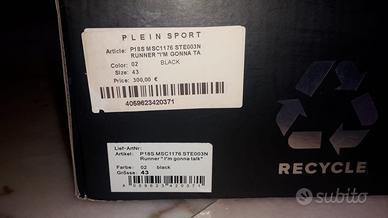 PLEIN SPORT
Article: P18S MSC1176 STE003N
RUNNER "I'M GONNA TA
Color: 02 BLACK
Size: 43
Price: 300,00 €
4059623420371
Lief-ArtNr:
Artikel: P18S MSC1176 STE003N
Runner "I'm gonna talk"
Farbe: 02 black
Grösse: 43
A 4059623420371 A
RECYCLE
subito